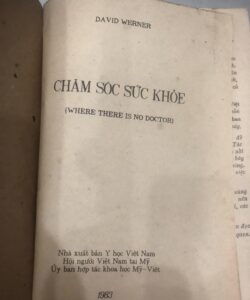 DAVID WERNER
CHĂM SÓC SỨC KHỎE
(WHERE THERE IS NO DOCTOR)
Nhà xuất bản Y học Việt Nam
Hội người Việt Nam tại Mỹ
Ủy ban hợp tác khoa học Mỹ-Việt
1983